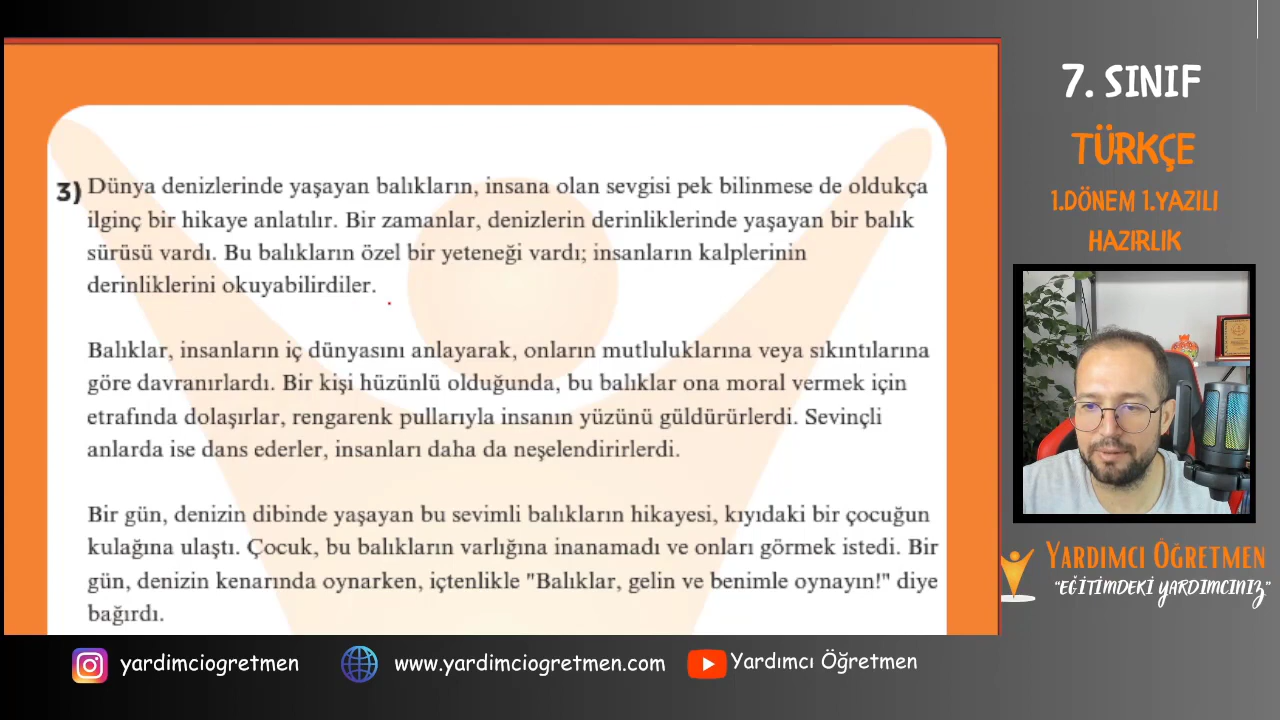 3) Dünya denizlerinde yaşayan balıkların, insana olan sevgisi pek bilinmese de oldukça
ilginç bir hikaye anlatılır. Bir zamanlar, denizlerin derinliklerinde yaşayan bir balık
sürüsü vardı. Bu balıkların özel bir yeteneği vardı; insanların kalplerinin
derinliklerini okuyabilirdiler.
Balıklar, insanların iç dünyasını anlayarak, onların mutluluklarına veya sıkıntılarına
göre davranırlardı. Bir kişi hüzünlü olduğunda, bu balıklar ona moral vermek için
etrafında dolaşırlar, rengarenk pullarıyla insanın yüzünü güldürürlerdi. Sevinçli
anlarda ise dans ederler, insanları daha da neşelendirirlerdi.
Bir gün, denizin dibinde yaşayan bu sevimli balıkların hikayesi, kıyıdaki bir çocuğun
kulağına ulaştı. Çocuk, bu balıkların varlığına inanamadı ve onları görmek istedi. Bir
gün, denizin kenarında oynarken, içtenlikle "Balıklar, gelin ve benimle oynayın!" diye
bağırdı.
7. SINIF
TÜRKÇE
1.DÖNEM 1.YAZILI
HAZIRLIK
YARDIMCI ÖĞRETMEN
"EĞİTİMDEKİ YARDIMCINIZ"
yardimciogretmen
www.yardimciogretmen.com
Yardımcı Öğretmen